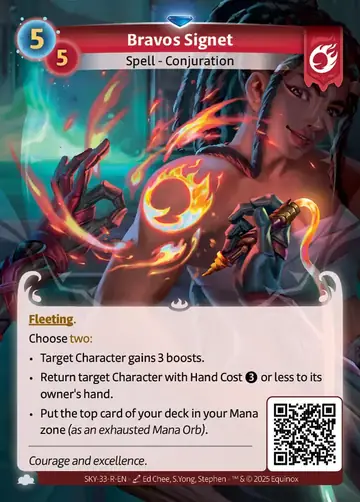 5
5
Bravos Signet
Spell - Conjuration
Fleeting.
Choose two:
• Target Character gains 3 boosts.
• Return target Character with Hand Cost ❸ or less to its
owner's hand.
• Put the top card of your deck in your Mana
zone (as an exhausted Mana Orb).
Courage and excellence.
SKY-33-R-EN - Ed Chee, S.Yong, Stephen - ™ & © 2025 Equinox